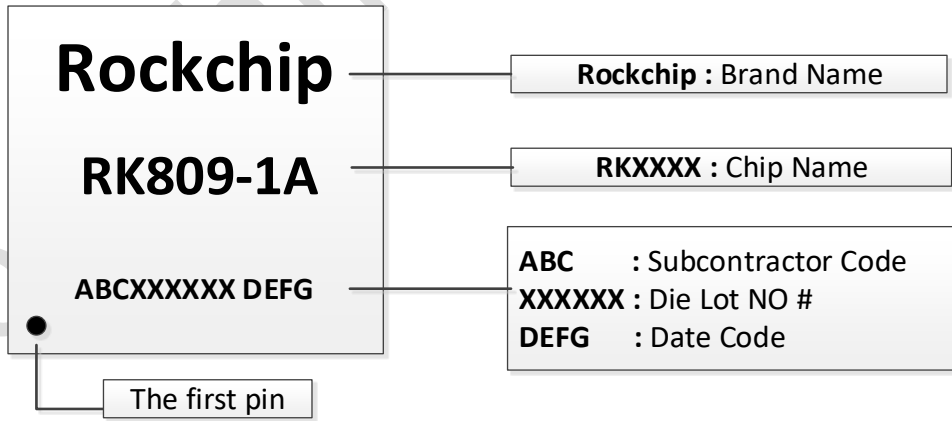 Rockchip
Rockchip : Brand Name
RK809-1A
RKXXXX : Chip Name
ABCXXXXXX DEFG
ABC : Subcontractor Code
XXXXXX : Die Lot NO #
DEFG : Date Code
The first pin